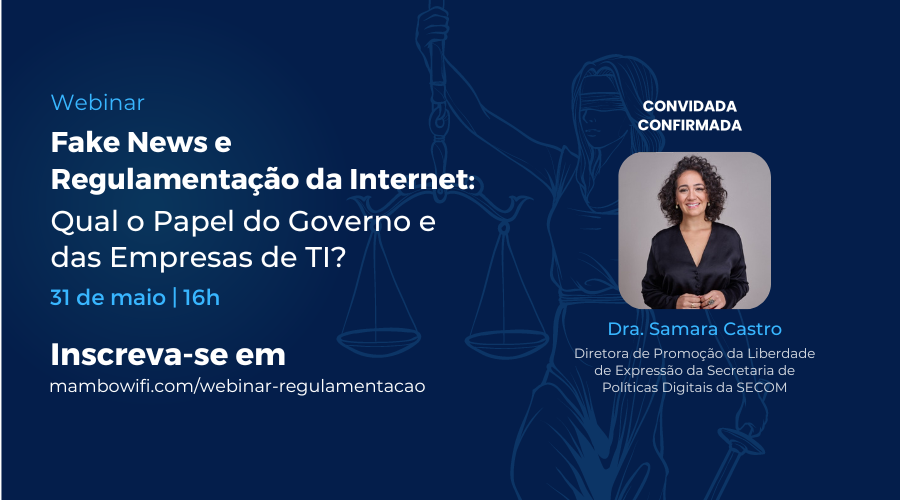 Webinar
Fake News e
Regulamentação da Internet:
Qual o Papel do Governo e
das Empresas de TI?
31 de maio | 16h
Inscreva-se em
mambowifi.com/webinar-regulamentacao
CONVIDADA
CONFIRMADA
Dra. Samara Castro
Diretora de Promoção da Liberdade
de Expressão da Secretaria de
Políticas Digitais da SECOM